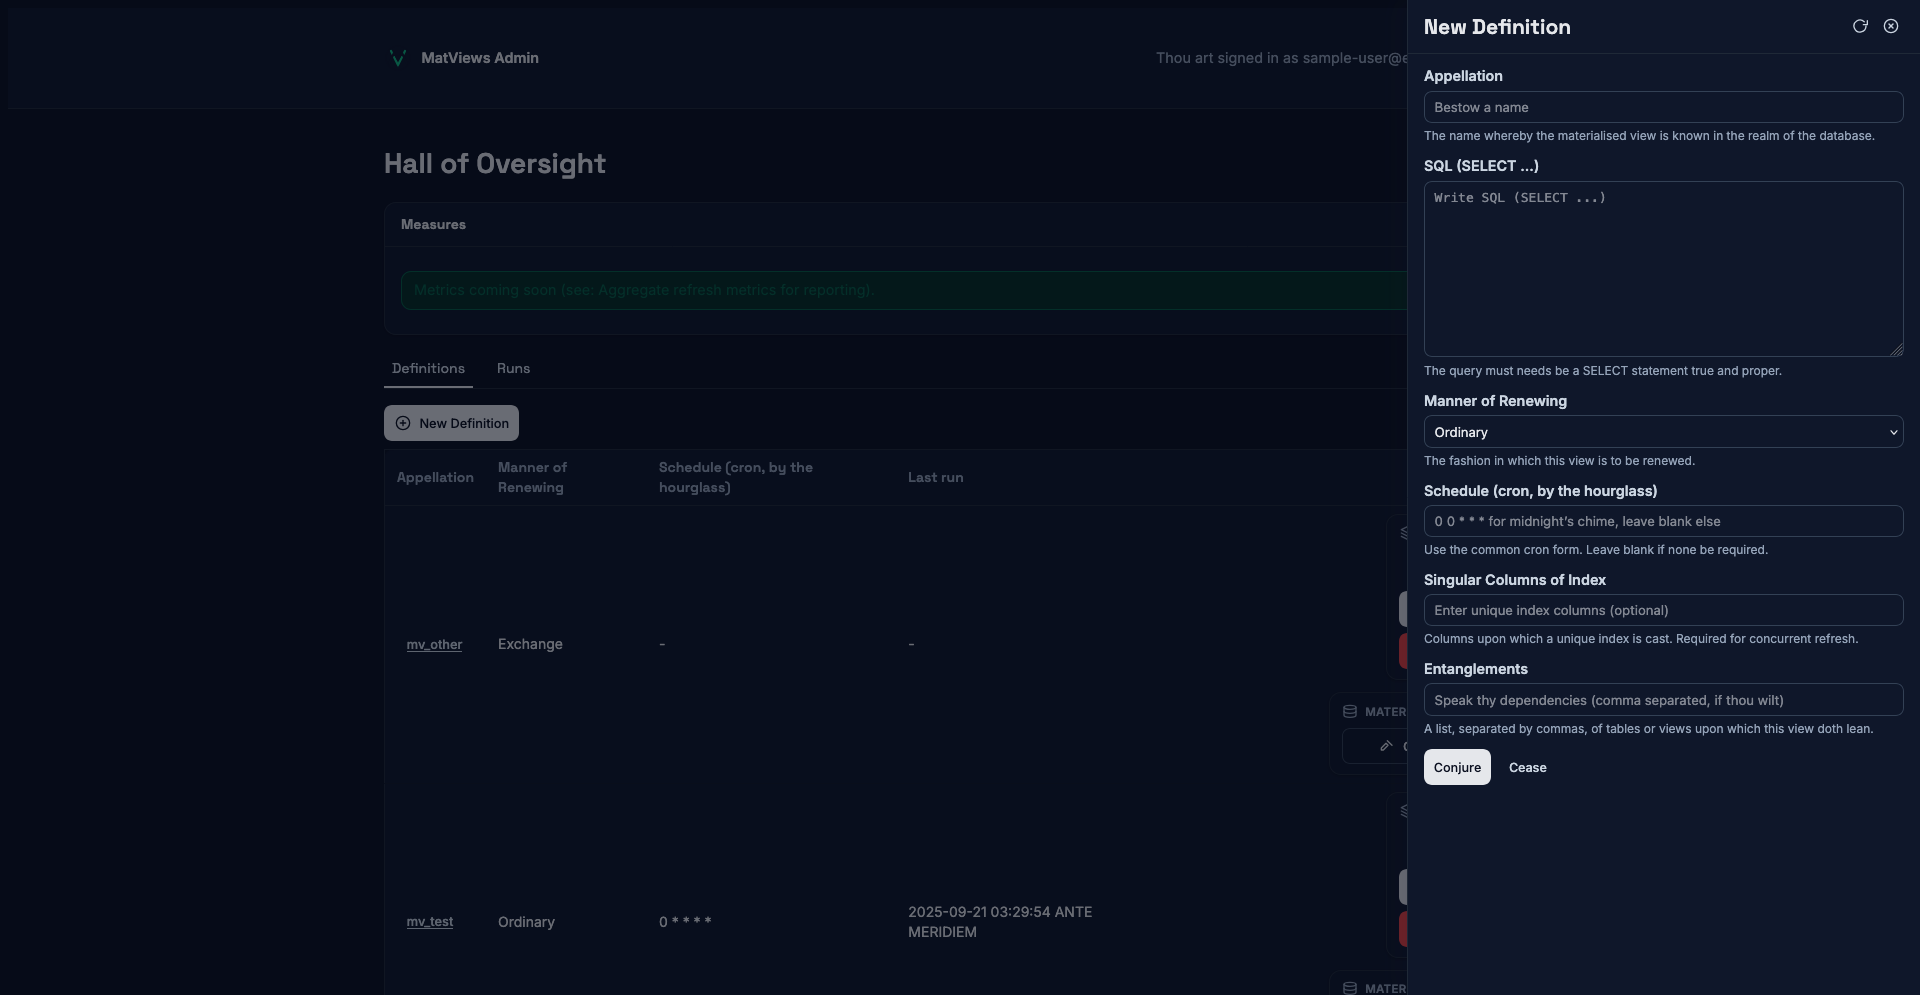 MatViews Admin
Thou art signed in as sample-user@e
Hall of Oversight
Measures
Metrics coming soon (see: Aggregate refresh metrics for reporting).
Definitions
Runs
New Definition
Appellation
Manner of Renewing
Schedule (cron, by the hourglass)
Last run
mv_other
Exchange
-
-
MATER
mv_test
Ordinary
0 * * * *
2025-09-21 03:29:54 ANTE
MERIDIEM
MATER
New Definition
Appellation
Bestow a name
The name whereby the materialised view is known in the realm of the database.
SQL (SELECT ...)
Write SQL (SELECT ...)
The query must needs be a SELECT statement true and proper.
Manner of Renewing
Ordinary
The fashion in which this view is to be renewed.
Schedule (cron, by the hourglass)
0 0 * * * for midnight's chime, leave blank else
Use the common cron form. Leave blank if none be required.
Singular Columns of Index
Enter unique index columns (optional)
Columns upon which a unique index is cast. Required for concurrent refresh.
Entanglements
Speak thy dependencies (comma separated, if thou wilt)
A list, separated by commas, of tables or views upon which this view doth lean.
Conjure
Cease